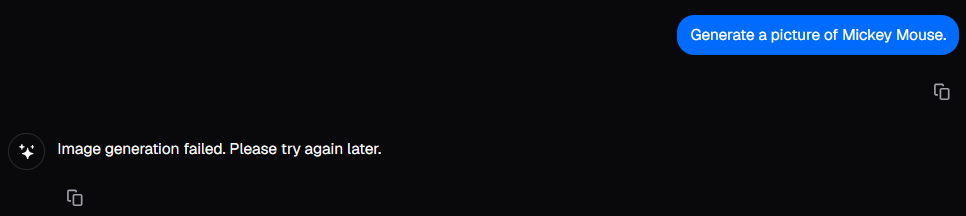 Generate a picture of Mickey Mouse.
Image generation failed. Please try again later.